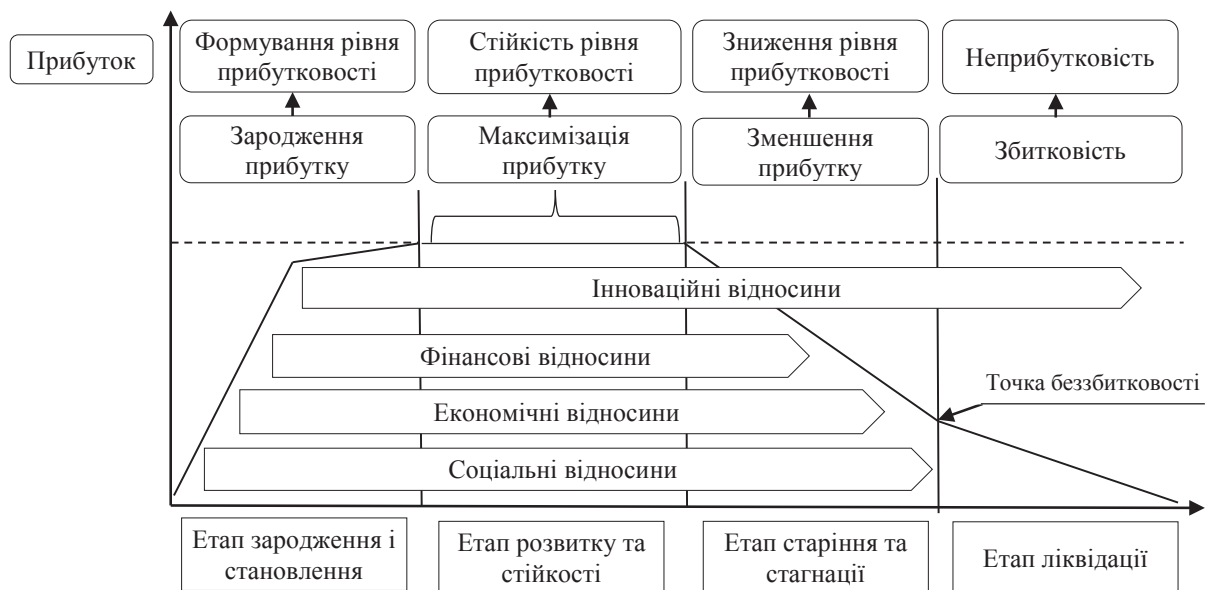 Прибуток
Формування рівня
прибутковості
Стійкість рівня
прибутковості
Зниження рівня
прибутковості
Неприбутковість
Зародження
прибутку
Максимізація
прибутку
Зменшення
прибутку
Збитковість
Інноваційні відносини
Фінансові відносини
Точка беззбитковості
Економічні відносини
Соціальні відносини
Етап зародження і
становлення
Етап розвитку та
стійкості
Етап старіння та
стагнації
Етап ліквідації